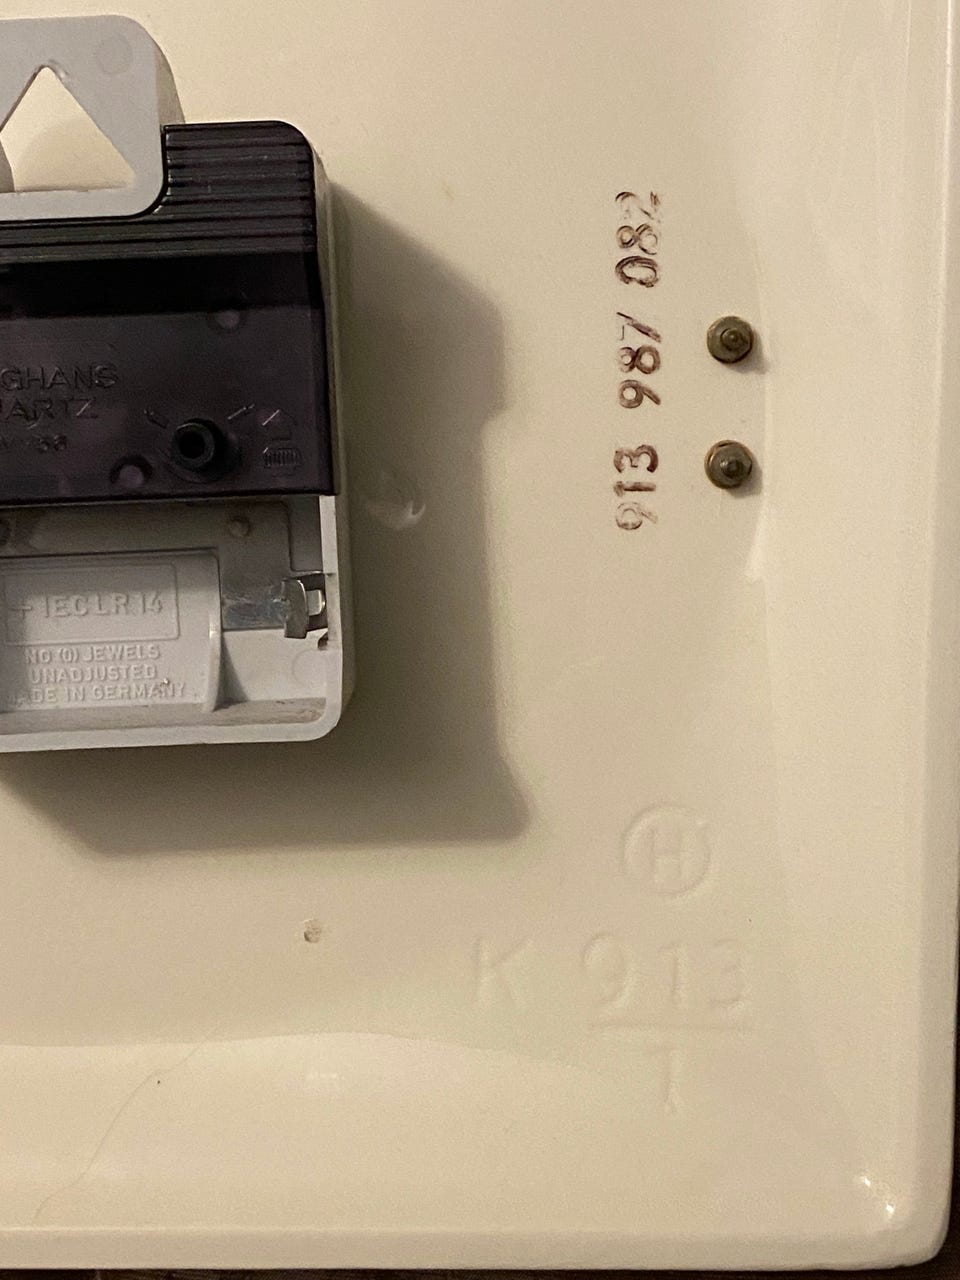 GHANS
ARTZ
+ IEC LR 14
NO (0) JEWELS
UNADJUSTED
ADE IN GERMANY
913 987 082
H
K 913
1